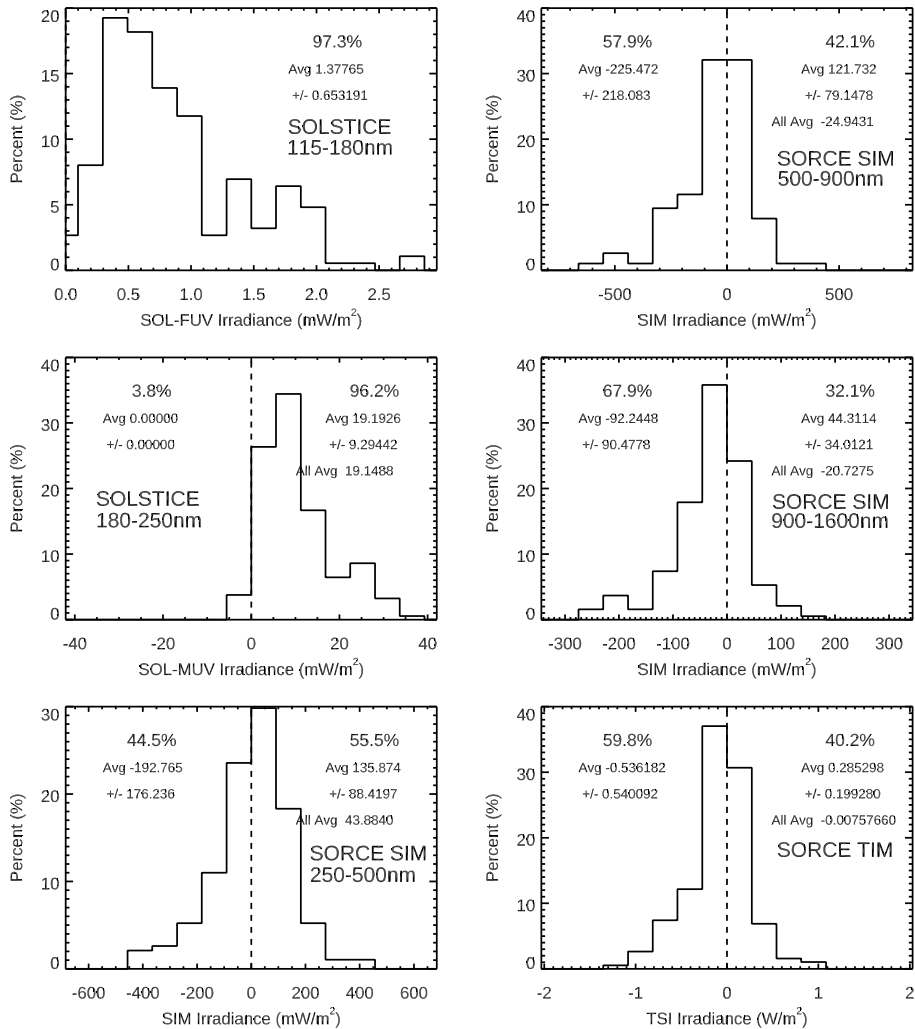 20
15
10
5
0
Percent (%)
97.3%
Avg 1.37765
+/- 0.653191
SOLSTICE
115-180nm
0.0 0.5 1.0 1.5 2.0 2.5
SOL-FUV Irradiance (mW/m²)
40
30
20
10
0
Percent (%)
57.9%
Avg -225.472
+/- 218.083
42.1%
Avg 121.732
+/- 79.1478
All Avg -24.9431
SORCE SIM
500-900nm
-500 0 500
SIM Irradiance (mW/m²)
40
30
20
10
0
Percent (%)
3.8%
Avg 0.00000
+/- 0.00000
SOLSTICE
180-250nm
96.2%
Avg 19.1926
+/- 9.29442
All Avg 19.1488
-40 -20 0 20 40
SOL-MUV Irradiance (mW/m²)
40
30
20
10
0
Percent (%)
67.9%
Avg -92.2448
+/- 90.4778
32.1%
Avg 44.3114
+/- 34.0121
All Avg -20.7275
SORCE SIM
900-1600nm
-300 -200 -100 0 100 200 300
SIM Irradiance (mW/m²)
30
20
10
0
Percent (%)
44.5%
Avg -192.765
+/- 176.236
55.5%
Avg 135.874
+/- 88.4197
All Avg 43.8840
SORCE SIM
250-500nm
-600 -400 -200 0 200 400 600
SIM Irradiance (mW/m²)
40
30
20
10
0
Percent (%)
59.8%
Avg -0.536182
+/- 0.540092
40.2%
Avg 0.285298
+/- 0.199280
All Avg -0.00757660
SORCE TIM
-2 -1 0 1 2
TSI Irradiance (W/m²)